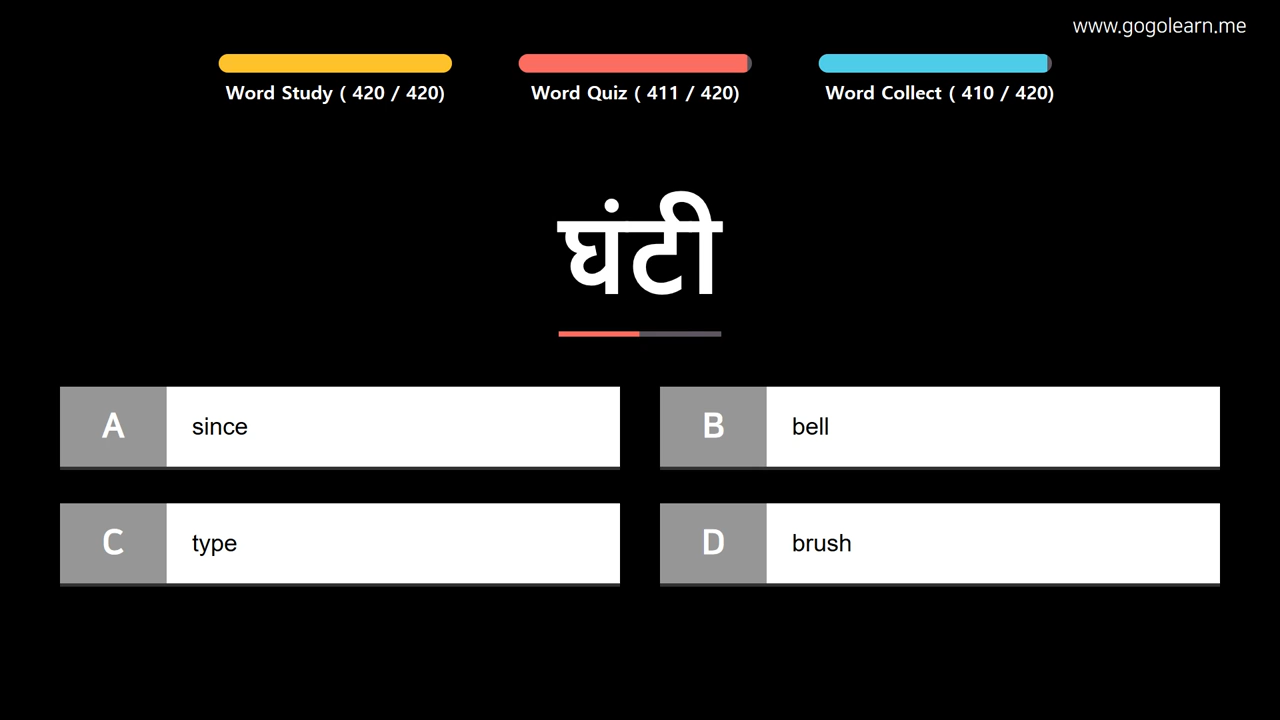 www.gogolearn.me
Word Study ( 420 / 420)
Word Quiz ( 411 / 420)
Word Collect ( 410 / 420)
घंटी
A since
B bell
C type
D brush